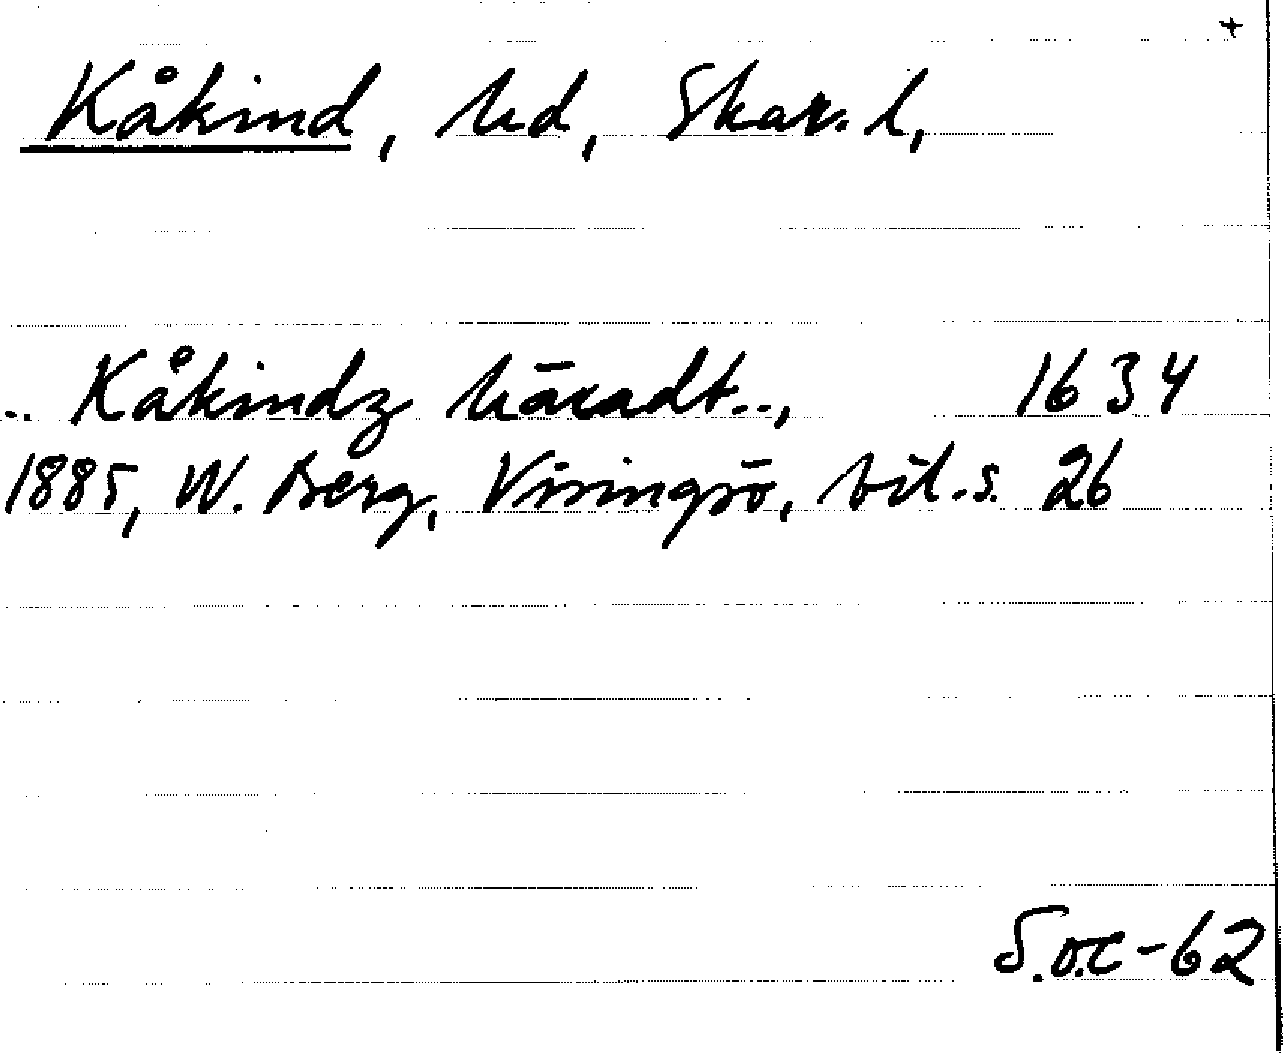 +
Kåkind, hd, Skar. l,
.. Kåkindz häradt..., 1634
1885, W. Berg, Visingsö, bil. s. 26
S.o.C-62